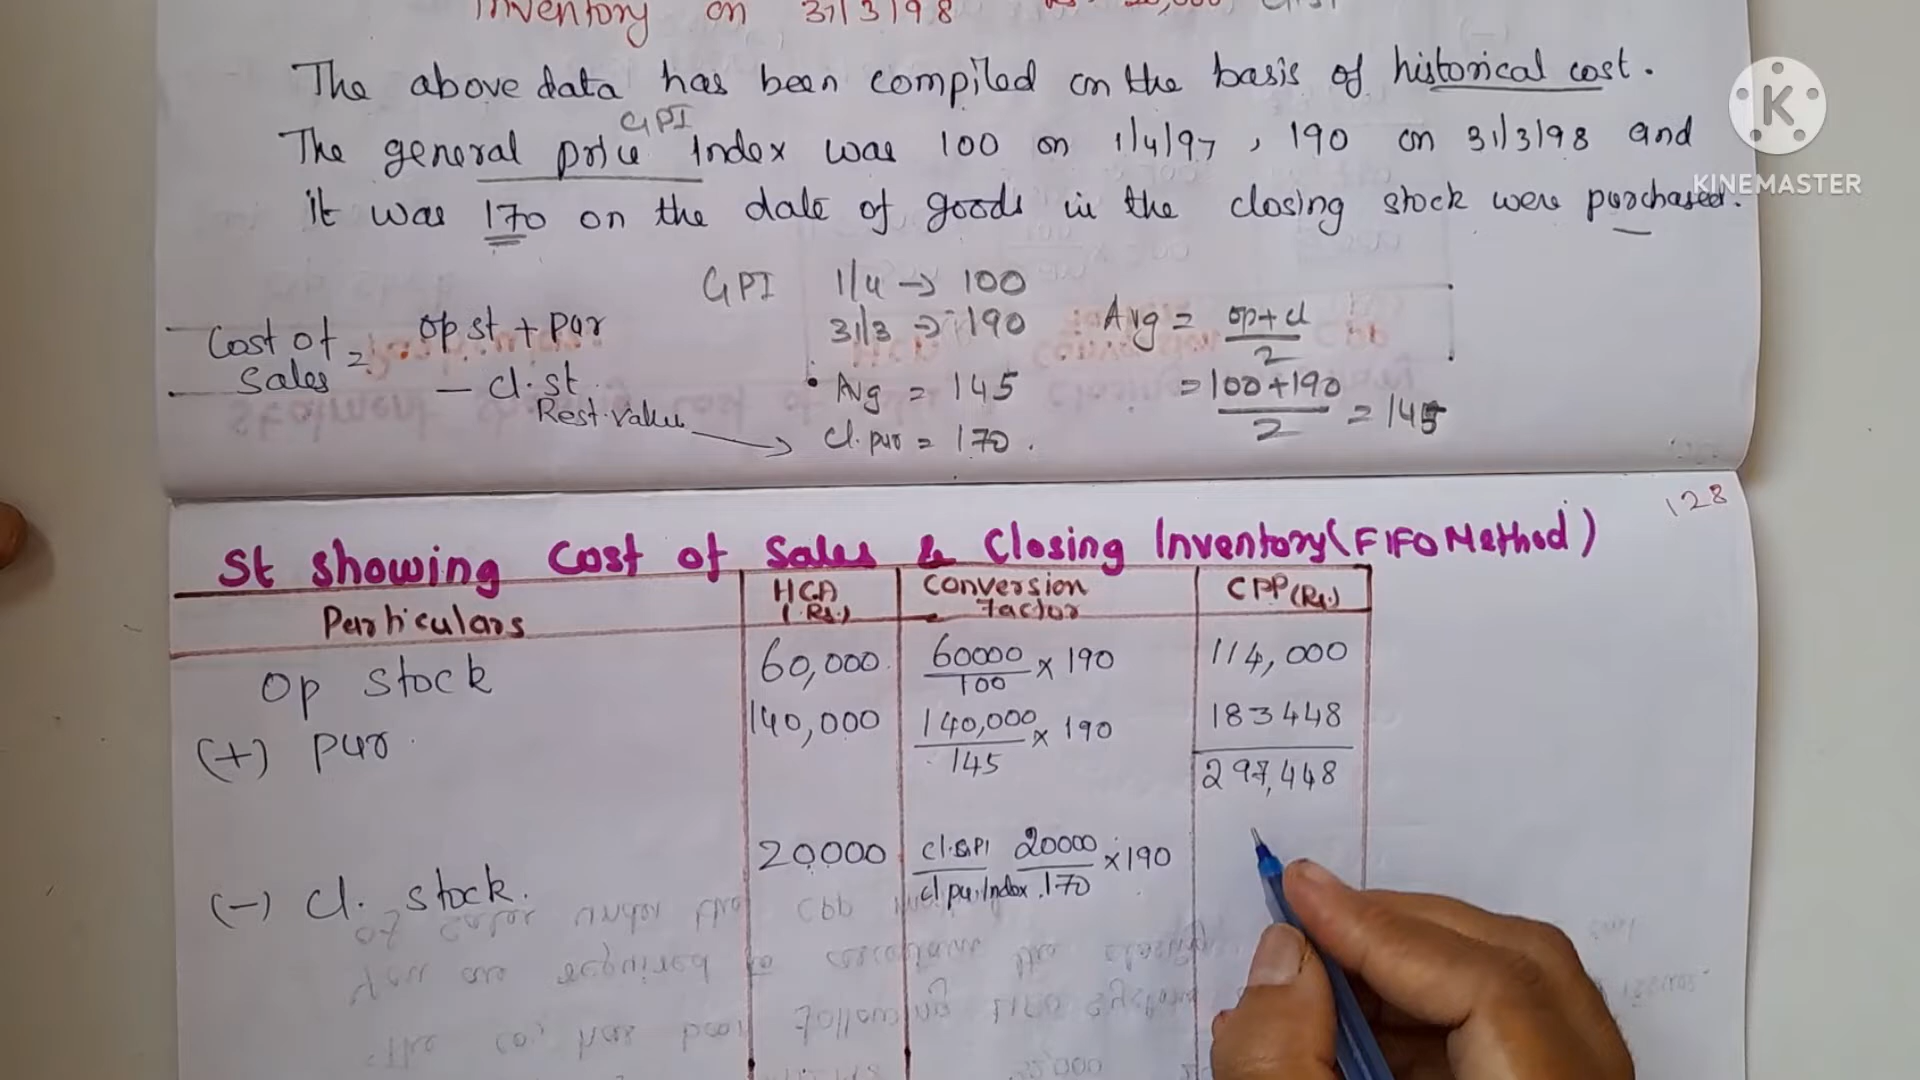 Inventory on 31/3/98
The above data has been compiled on the basis of historical cost.
GPI
The general price Index was 100 on 1/4/97, 190 on 31/3/98 and
it was 170 on the date of goods in the closing stock were purchased.
KINEMASTER
GPI 1/4 → 100
31/3 → 190
Avg = 145
cl. pur = 170.
Avg = op+cl / 2
= 100+190 / 2 = 145
Cost of Sales = op st + pur
- cl. st
Rest. value →
128
St showing Cost of Sales & Closing Inventory (FIFO Method)
Particulars HCA (Rs.) Conversion factor CPP (Rs.)
Op stock 60,000 60000/100 × 190 114,000
(+) pur. 140,000 140,000/145 × 190 183448
297,448
(-) cl. stock. 20000 cl.GPI/cl pur. Index 20000/170 × 190